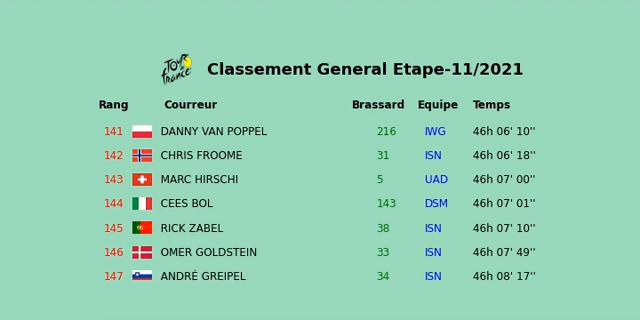 Tour de france
Classement General Etape-11/2021
Rang Courreur Brassard Equipe Temps
141 DANNY VAN POPPEL 216 IWG 46h 06' 10''
142 CHRIS FROOME 31 ISN 46h 06' 18''
143 MARC HIRSCHI 5 UAD 46h 07' 00''
144 CEES BOL 143 DSM 46h 07' 01''
145 RICK ZABEL 38 ISN 46h 07' 10''
146 OMER GOLDSTEIN 33 ISN 46h 07' 49''
147 ANDRÉ GREIPEL 34 ISN 46h 08' 17''